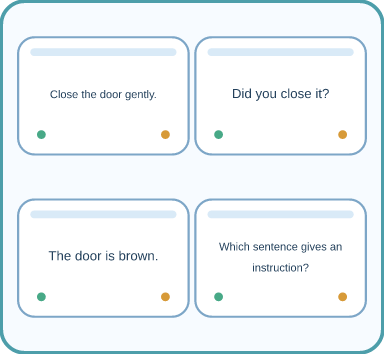 Close the door gently.
Did you close it?
The door is brown.
Which sentence gives an
instruction?